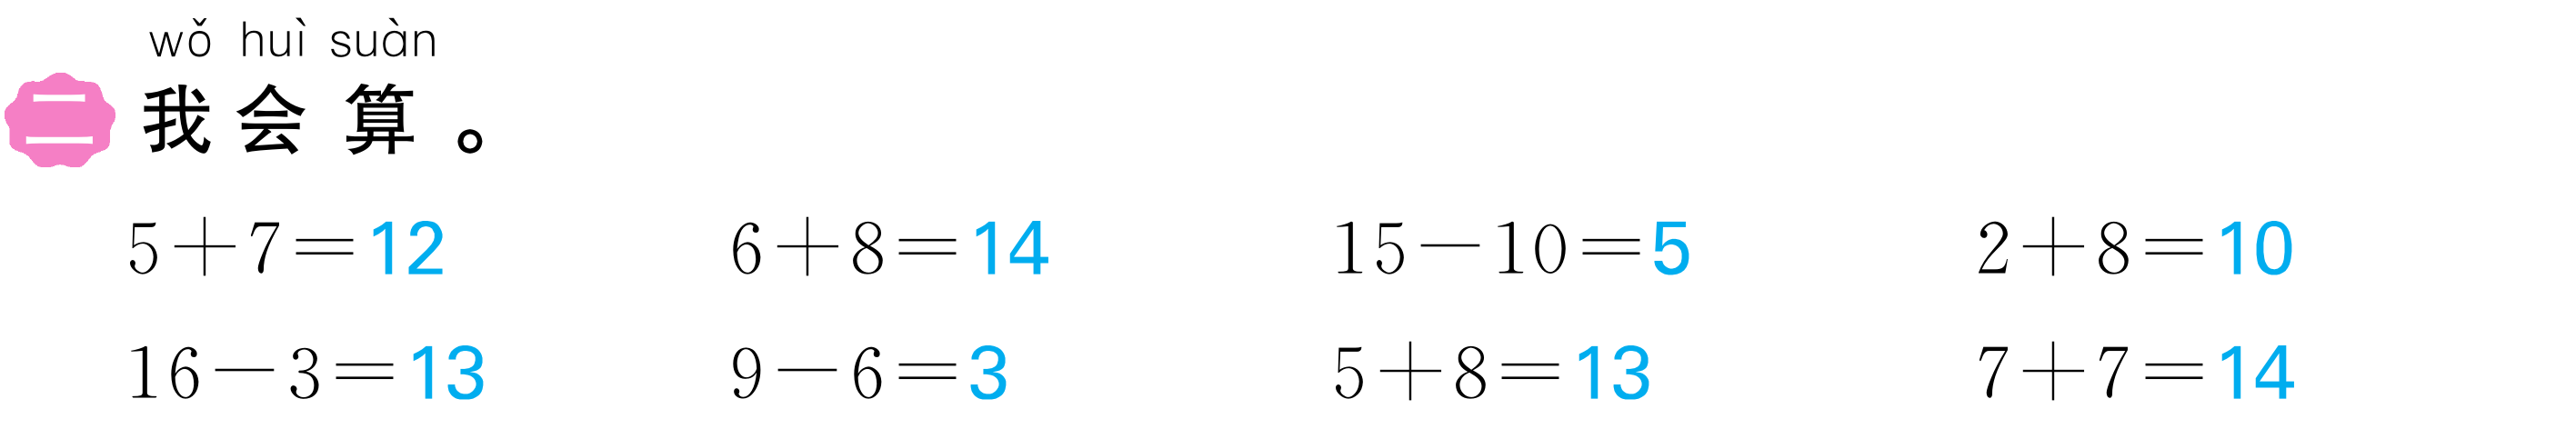 wǒ huì suàn
二 我会算。
5+7=12 6+8=14 15-10=5 2+8=10
16-3=13 9-6=3 5+8=13 7+7=14